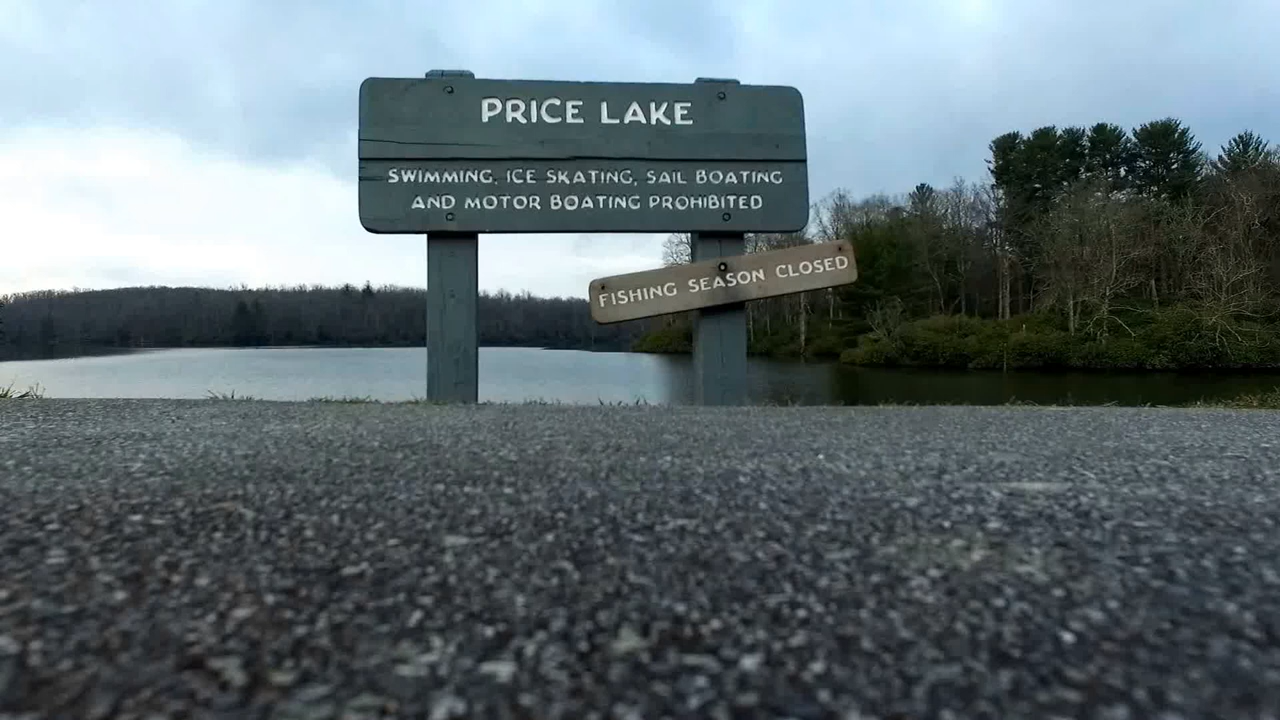 PRICE LAKE
SWIMMING, ICE SKATING, SAIL BOATING
AND MOTOR BOATING PROHIBITED
FISHING SEASON CLOSED